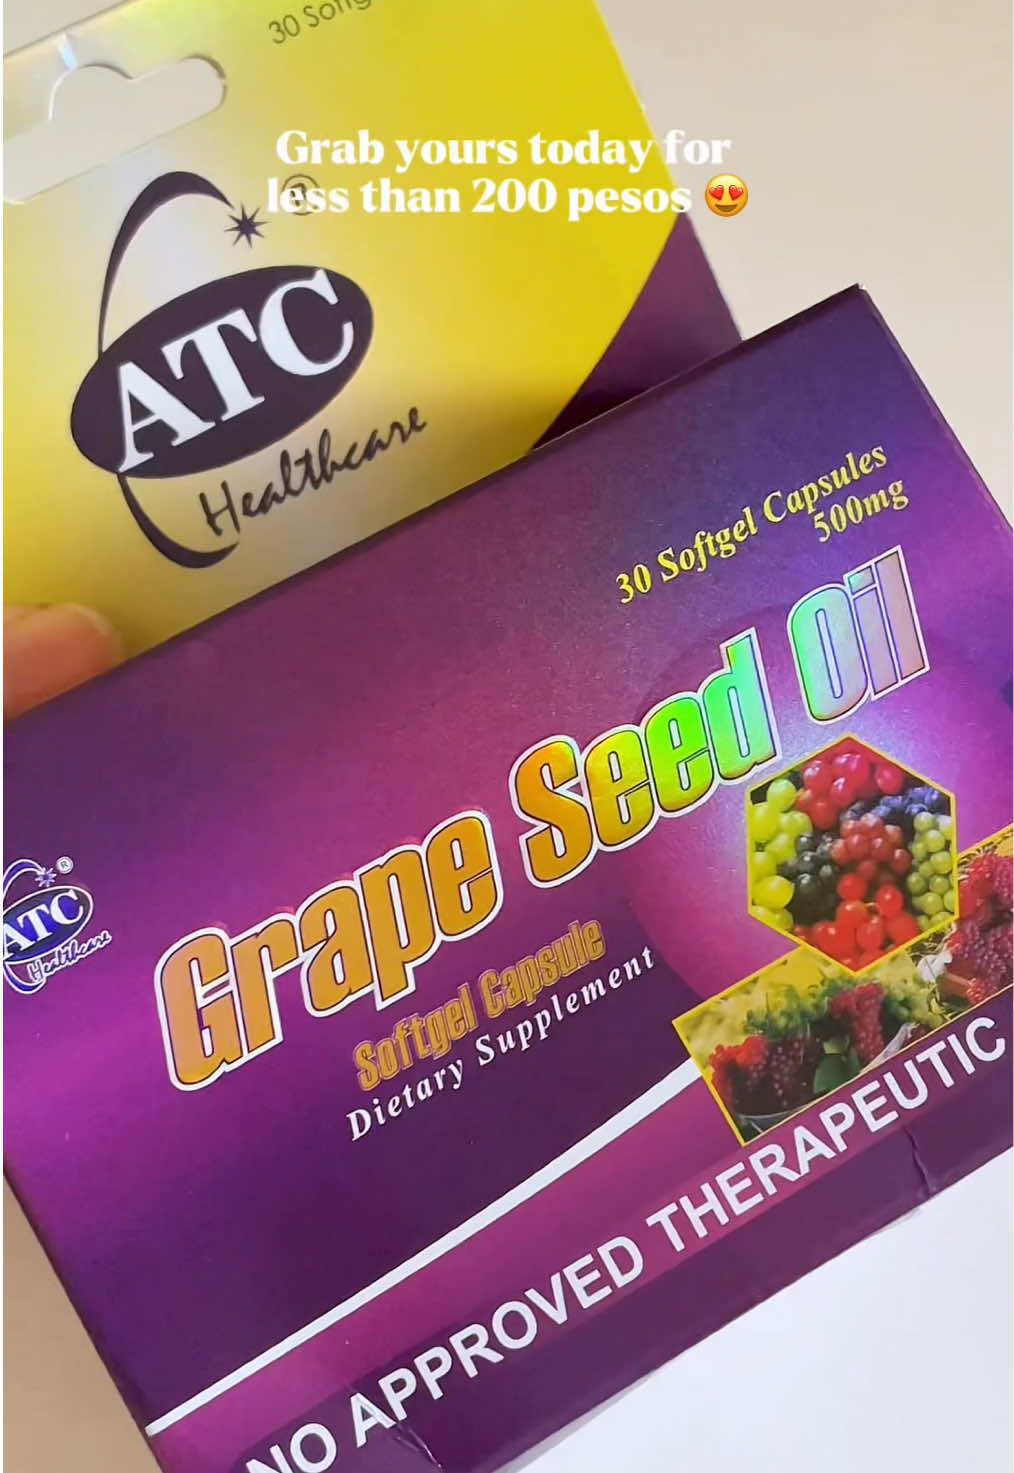 30 Softg
Grab yours today for
less than 200 pesos 😍
®
ATC
Healthcare
30 Softgel Capsules
500mg
Grape Seed Oil
®
ATC
Healthcare
Softgel Capsule
Dietary Supplement
NO APPROVED THERAPEUTIC